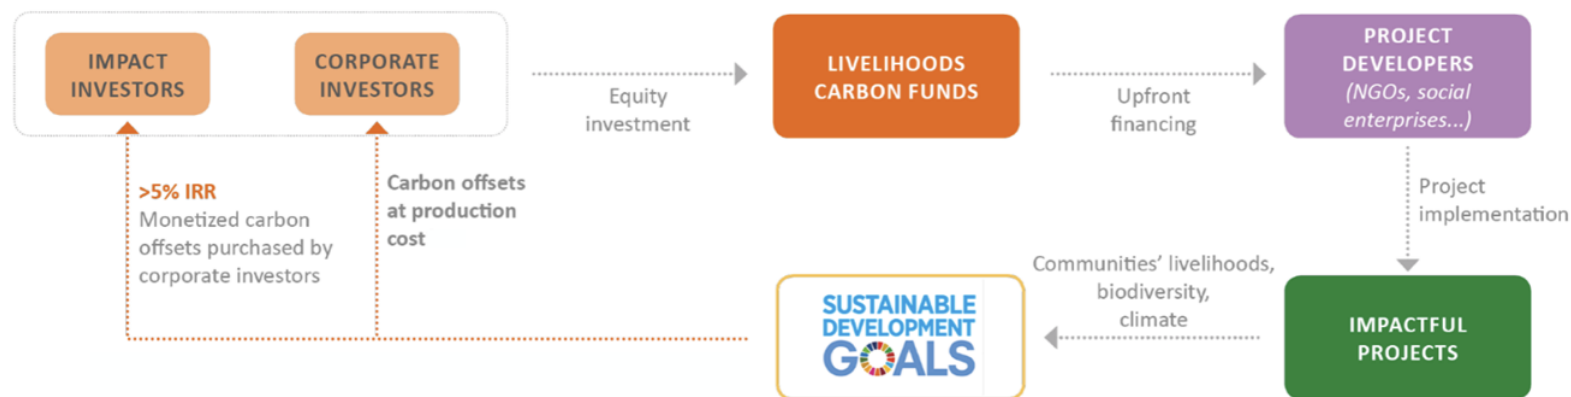 IMPACT
INVESTORS
CORPORATE
INVESTORS
Equity
investment
LIVELIHOODS
CARBON FUNDS
Upfront
financing
PROJECT
DEVELOPERS
(NGOs, social
enterprises...)
>5% IRR
Monetized carbon
offsets purchased by
corporate investors
Carbon offsets
at production
cost
Project
implementation
Communities’ livelihoods,
biodiversity,
climate
SUSTAINABLE
DEVELOPMENT
GOALS
IMPACTFUL
PROJECTS